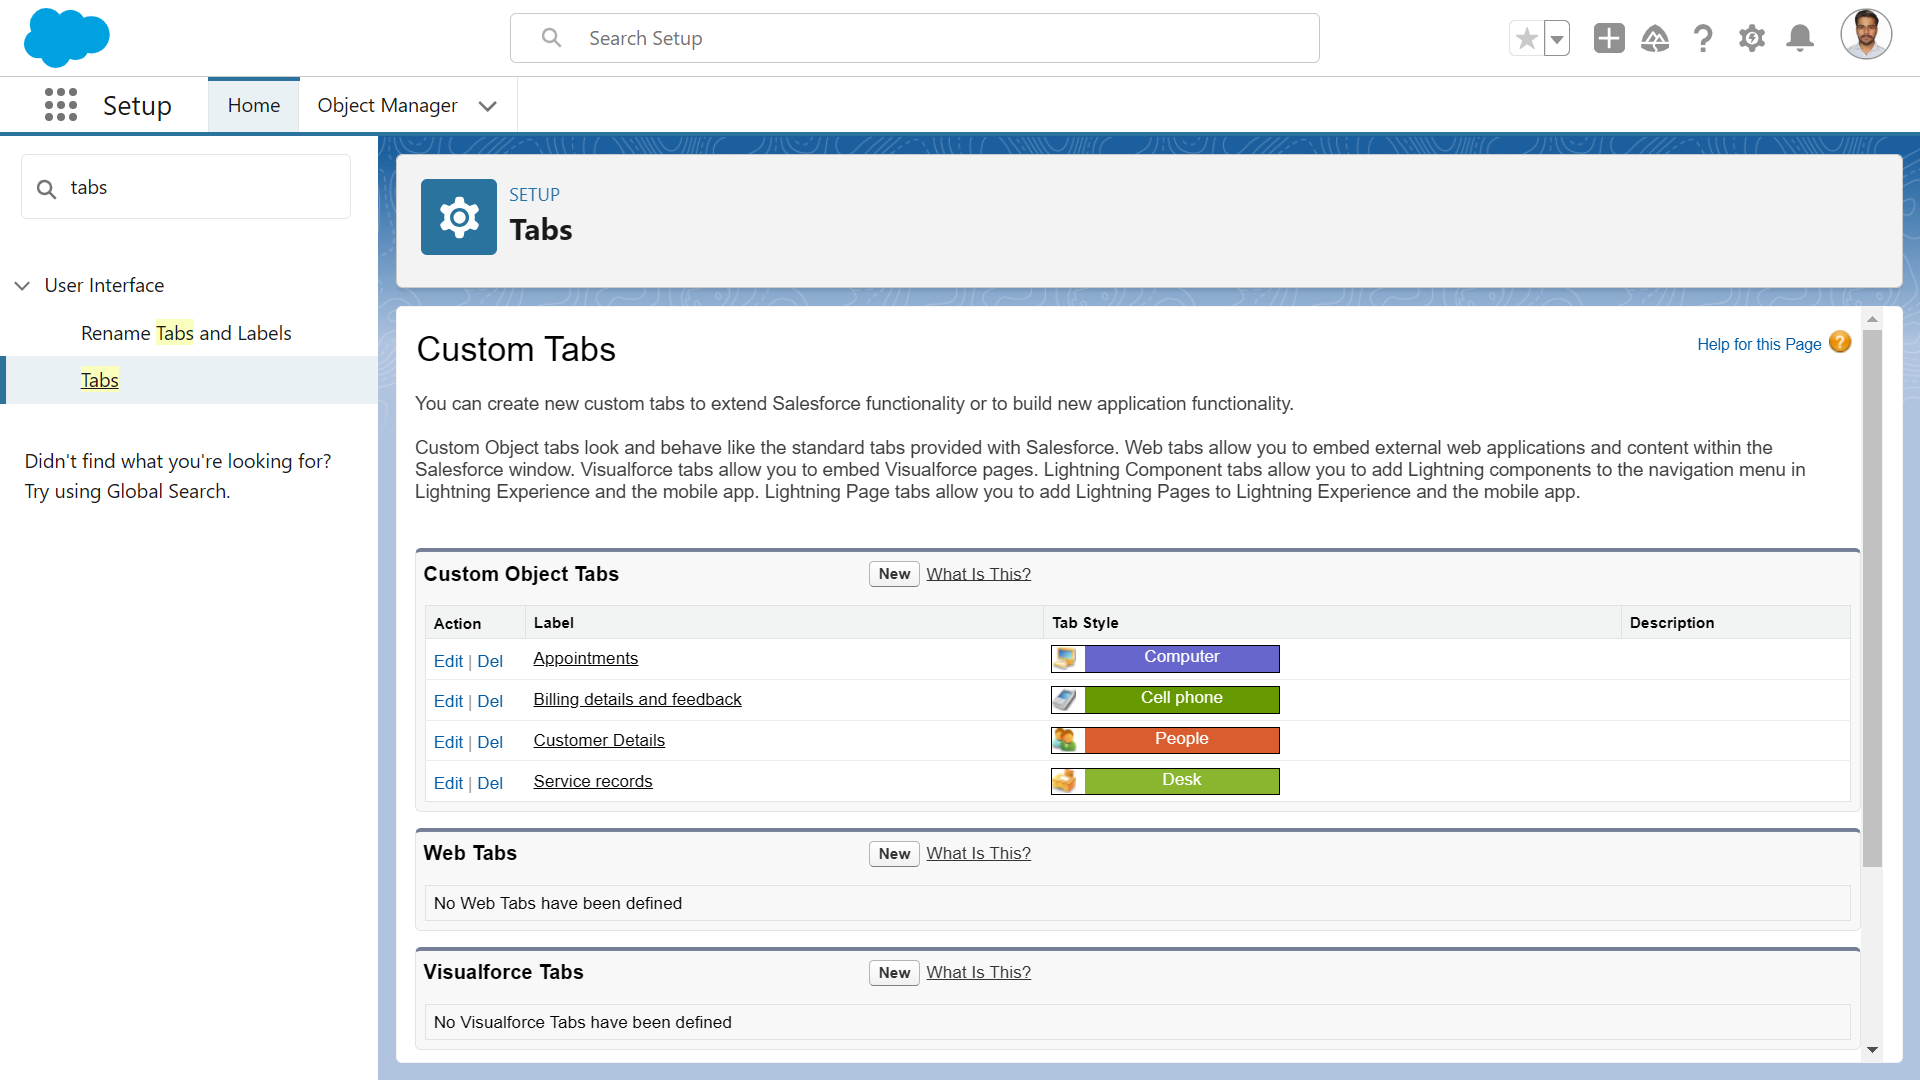 Search Setup
Setup
Home
Object Manager
tabs
User Interface
Rename Tabs and Labels
Tabs
Didn't find what you're looking for?
Try using Global Search.
SETUP
Tabs
Custom Tabs
Help for this Page
You can create new custom tabs to extend Salesforce functionality or to build new application functionality.
Custom Object tabs look and behave like the standard tabs provided with Salesforce. Web tabs allow you to embed external web applications and content within the
Salesforce window. Visualforce tabs allow you to embed Visualforce pages. Lightning Component tabs allow you to add Lightning components to the navigation menu in
Lightning Experience and the mobile app. Lightning Page tabs allow you to add Lightning Pages to Lightning Experience and the mobile app.
Custom Object Tabs New What Is This?
Action Label Tab Style Description
Edit | Del Appointments Computer
Edit | Del Billing details and feedback Cell phone
Edit | Del Customer Details People
Edit | Del Service records Desk
Web Tabs New What Is This?
No Web Tabs have been defined
Visualforce Tabs New What Is This?
No Visualforce Tabs have been defined